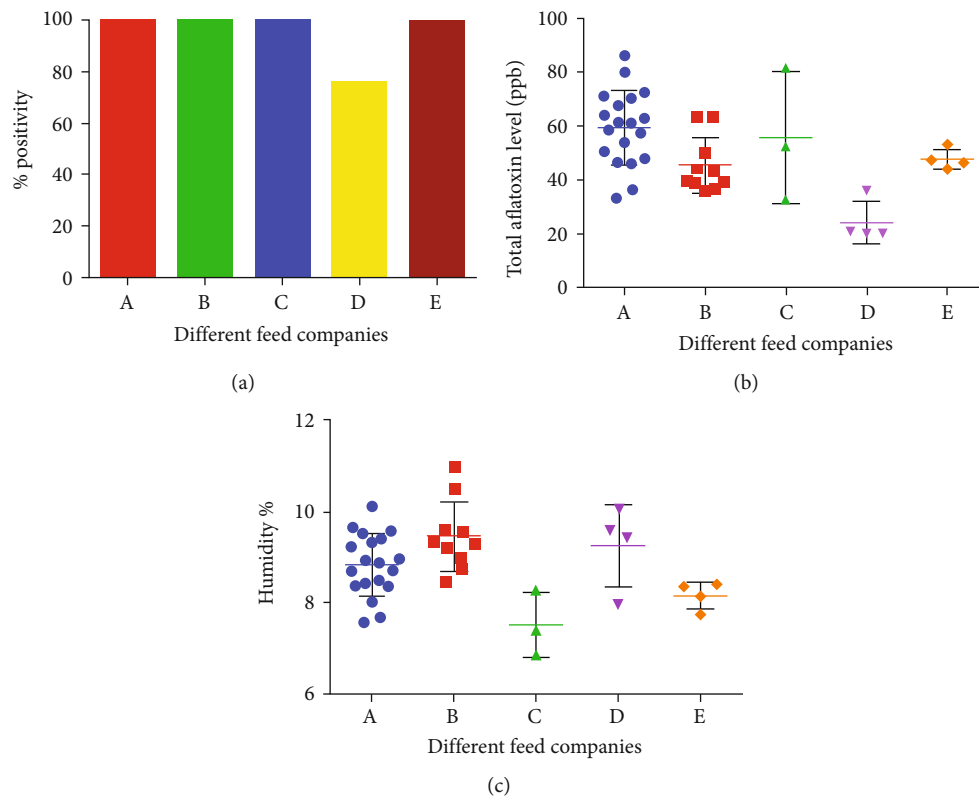 100
80
60
40
20
0
% positivity
A B C D E
Different feed companies
(a)
100
80
60
40
20
0
Total aflatoxin level (ppb)
A B C D E
Different feed companies
(b)
12
10
8
6
Humidity %
A B C D E
Different feed companies
(c)